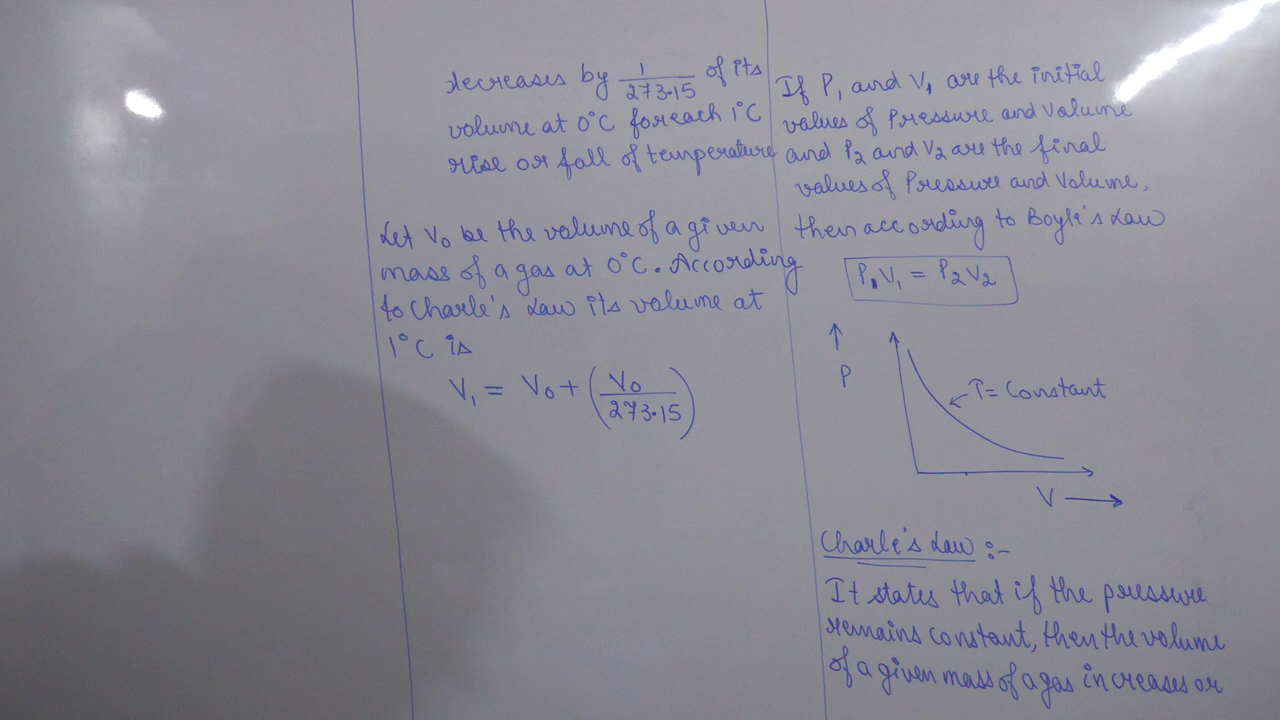 If P₁ and V₁ are the initial
values of Pressure and Volume
and P₂ and V₂ are the final
values of Pressure and Volume,
then according to Boyle's Law
P₁V₁ = P₂V₂
↑
P
T = Constant
V →
Charle's Law :-
It states that if the pressure
remains constant, then the volume
of a given mass of a gas increases or
decreases by 1/273.15 of its
volume at 0°C for each 1°C
rise or fall of temperature
Let V₀ be the volume of a given
mass of a gas at 0°C. According
to Charle's Law its volume at
1°C is
V₁ = V₀ + (V₀/273.15)